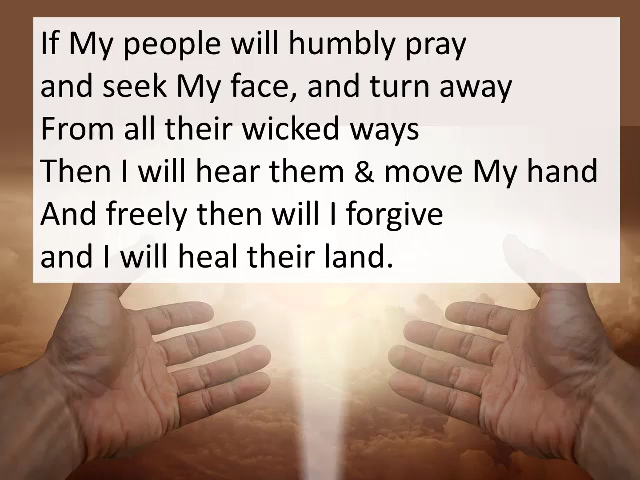 If My people will humbly pray
and seek My face, and turn away
From all their wicked ways
Then I will hear them & move My hand
And freely then will I forgive
and I will heal their land.